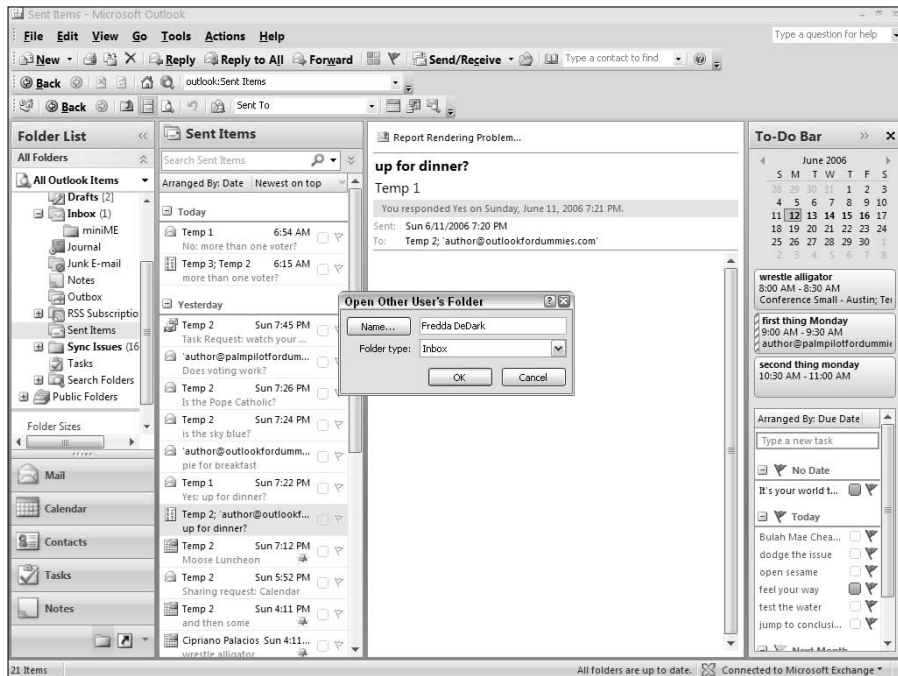 Sent Items - Microsoft Outlook
File Edit View Go Tools Actions Help
Type a question for help
New Reply Reply to All Forward Send/Receive Type a contact to find
Back outlook:Sent Items
Back Sent To
Folder List
All Folders
All Outlook Items
Drafts [2]
Inbox (1)
miniME
Journal
Junk E-mail
Notes
Outbox
RSS Subscriptio
Sent Items
Sync Issues (16
Tasks
Search Folders
Public Folders
Folder Sizes
Mail
Calendar
Contacts
Tasks
Notes
Sent Items
Search Sent Items
Arranged By: Date Newest on top
Today
Temp 1 6:54 AM
No: more than one voter?
Temp 3; Temp 2 6:15 AM
more than one voter?
Yesterday
Temp 2 Sun 7:45 PM
Task Request: watch your ...
'author@palmpilotfordum...
Does voting work?
Temp 2 Sun 7:26 PM
Is the Pope Catholic?
Temp 2 Sun 7:24 PM
is the sky blue?
'author@outlookfordumm...
pie for breakfast
Temp 1 Sun 7:22 PM
Yes: up for dinner?
Temp 2; 'author@outlookf...
up for dinner?
Temp 2 Sun 7:12 PM
Moose Luncheon
Temp 2 Sun 5:52 PM
Sharing request: Calendar
Temp 2 Sun 4:11 PM
and then some
Cipriano Palacios Sun 4:11...
wrestle alligator
Report Rendering Problem...
up for dinner?
Temp 1
You responded Yes on Sunday, June 11, 2006 7:21 PM.
Sent: Sun 6/11/2006 7:20 PM
To: Temp 2; 'author@outlookfordummies.com'
Open Other User's Folder
Name... Fredda DeDark
Folder type: Inbox
OK Cancel
To-Do Bar
June 2006
S M T W T F S
28 29 30 31 1 2 3
4 5 6 7 8 9 10
11 12 13 14 15 16 17
18 19 20 21 22 23 24
25 26 27 28 29 30 1
2 3 4 5 6 7 8
wrestle alligator
8:00 AM - 8:30 AM
Conference Small - Austin; Te
first thing Monday
9:00 AM - 9:30 AM
author@palmpilotfordummie
second thing monday
10:30 AM - 11:00 AM
Arranged By: Due Date
Type a new task
No Date
It's your world t...
Today
Bulah Mae Chea...
dodge the issue
open sesame
feel your way
test the water
jump to conclusi...
Next Month
21 Items
All folders are up to date. Connected to Microsoft Exchange